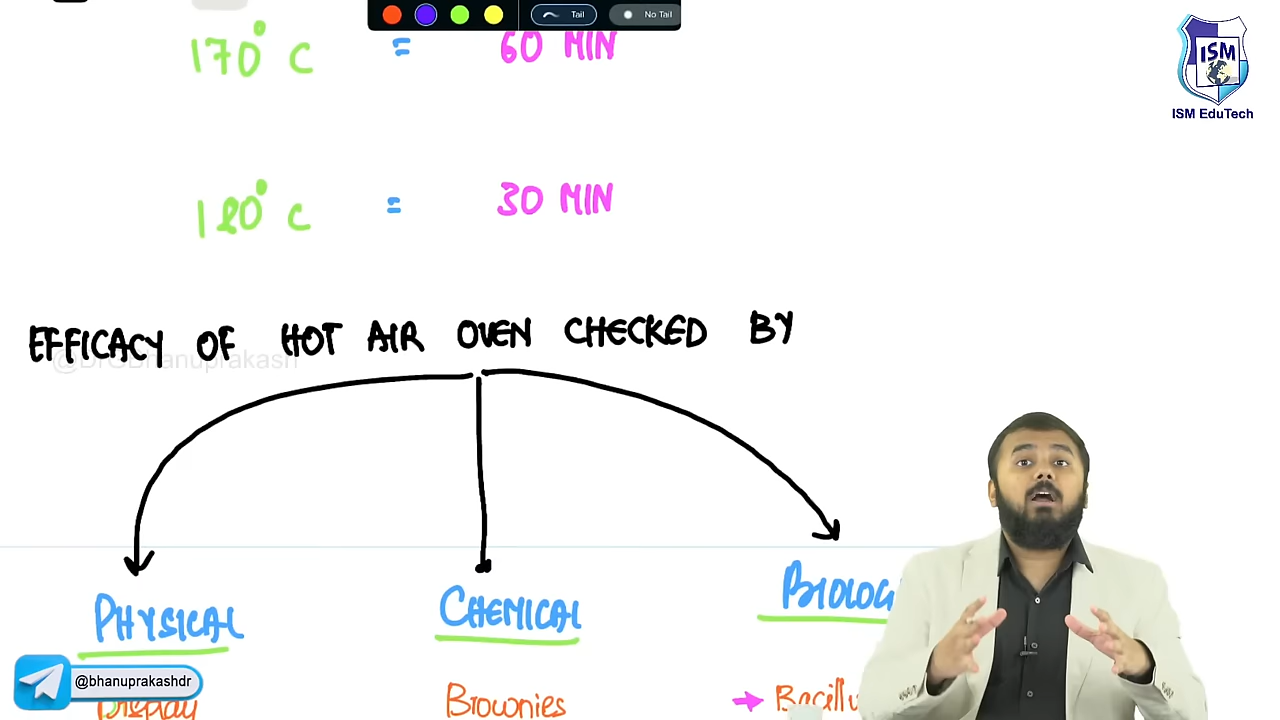 Tail
No Tail
170° C = 60 MIN
ISM
ISM EduTech
180° C = 30 MIN
EFFICACY OF HOT AIR OVEN CHECKED BY
PHYSICAL
CHEMICAL
@bhanuprakashdr
Display
Brownies